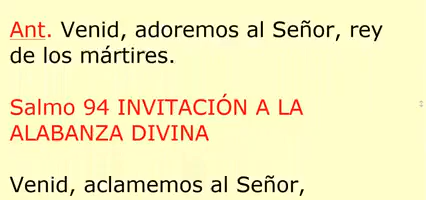 Ant. Venid, adoremos al Señor, rey
de los mártires.
Salmo 94 INVITACIÓN A LA
ALABANZA DIVINA
Venid, aclamemos al Señor,